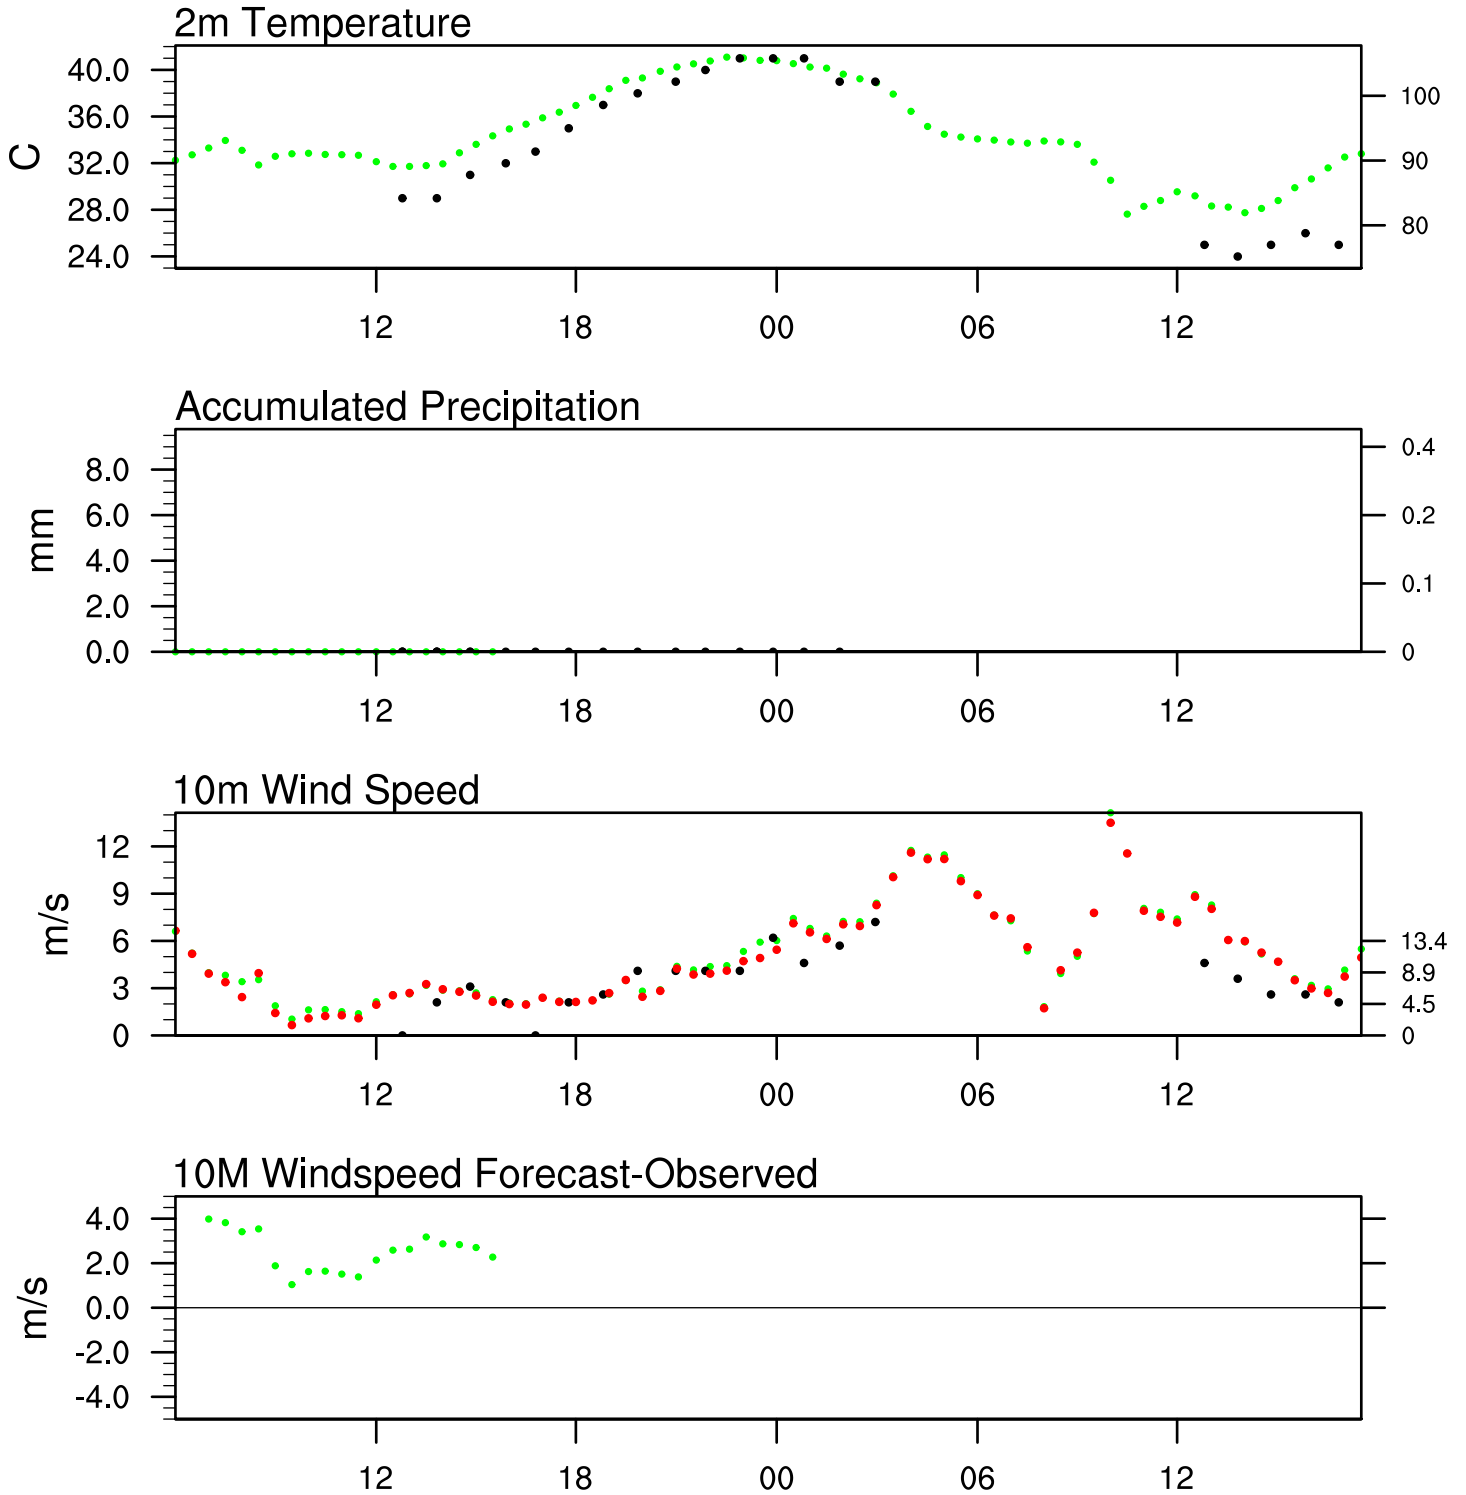 2m Temperature
40.0
36.0
32.0
28.0
24.0
C
100
90
80
12 18 00 06 12
Accumulated Precipitation
8.0
6.0
4.0
2.0
0.0
mm
0.4
0.2
0.1
0
12 18 00 06 12
10m Wind Speed
12
9
6
3
0
m/s
13.4
8.9
4.5
0
12 18 00 06 12
10M Windspeed Forecast-Observed
4.0
2.0
0.0
-2.0
-4.0
m/s
12 18 00 06 12